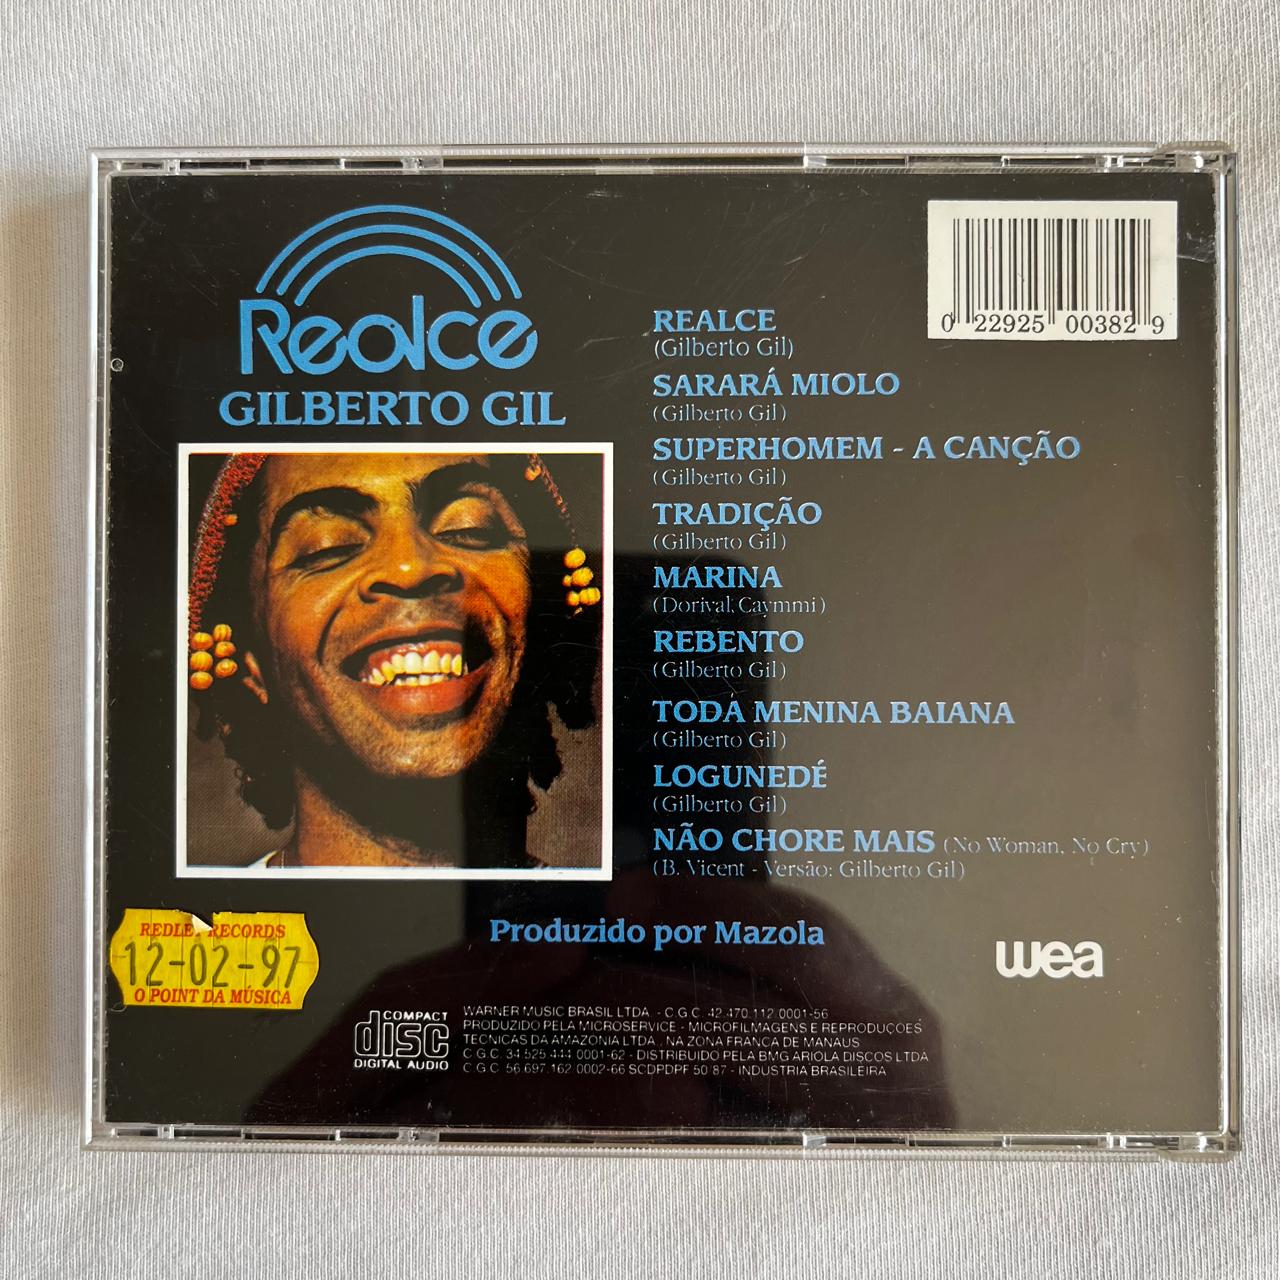 Realce
GILBERTO GIL
0 22925 00382 9
REALCE
(Gilberto Gil)
SARARÁ MIOLO
(Gilberto Gil)
SUPERHOMEM - A CANÇÃO
(Gilberto Gil)
TRADIÇÃO
(Gilberto Gil)
MARINA
(Dorival Caymmi)
REBENTO
(Gilberto Gil)
TODA MENINA BAIANA
(Gilberto Gil)
LOGUNEDÉ
(Gilberto Gil)
NÃO CHORE MAIS (No Woman, No Cry)
(B. Vicent - Versão: Gilberto Gil)
Produzido por Mazola
wea
REDLEY RECORDS
12-02-97
O POINT DA MÚSICA
COMPACT
disc
DIGITAL AUDIO
WARNER MUSIC BRASIL LTDA - C.G.C. 42.470.112.0001-56
PRODUZIDO PELA MICROSERVICE - MICROFILMAGENS E REPRODUÇÕES
TECNICAS DA AMAZONIA LTDA., NA ZONA FRANCA DE MANAUS
C.G.C. 34.525.444.0001-62 - DISTRIBUIDO PELA BMG ARIOLA DISCOS LTDA
C.G.C. 56.697.162.0002-66 SCDPDPF 50/87 - INDUSTRIA BRASILEIRA